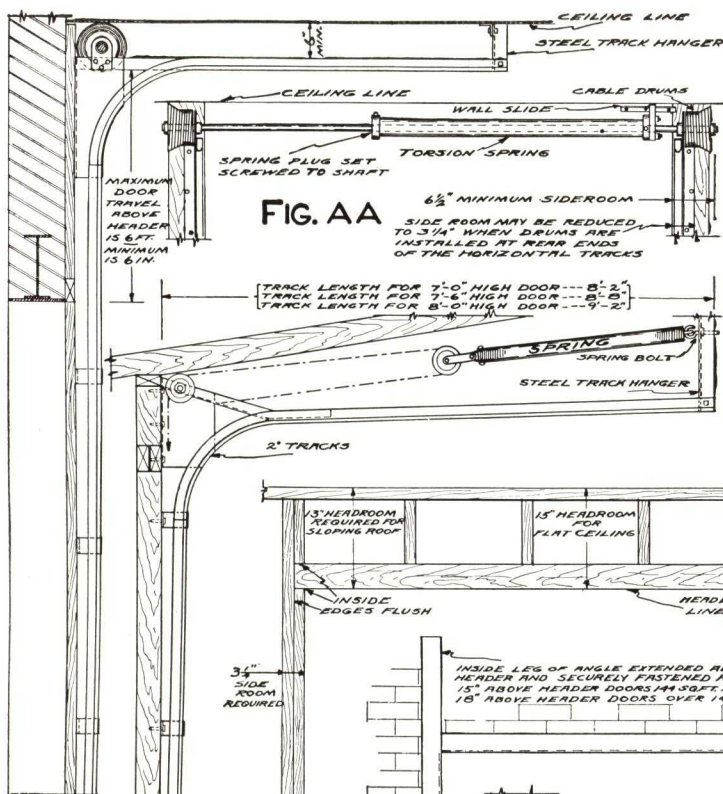 CEILING LINE
6" MIN.
STEEL TRACK HANGER
CEILING LINE
WALL SLIDE
CABLE DRUMS
SPRING PLUG SET
SCREWED TO SHAFT
TORSION SPRING
MAXIMUM
DOOR
TRAVEL
ABOVE
HEADER
IS 6 FT.
MINIMUM
IS 6 IN.
FIG. AA
6½" MINIMUM SIDEROOM
SIDE ROOM MAY BE REDUCED
TO 3¼" WHEN DRUMS ARE
INSTALLED AT REAR ENDS
OF THE HORIZONTAL TRACKS
TRACK LENGTH FOR 7'-0" HIGH DOOR --- 8'-2"
TRACK LENGTH FOR 7'-6" HIGH DOOR --- 8'-8"
TRACK LENGTH FOR 8'-0" HIGH DOOR --- 9'-2"
SPRING
SPRING BOLT
STEEL TRACK HANGER
2" TRACKS
13" HEADROOM
REQUIRED FOR
SLOPING ROOF
15" HEADROOM
FOR
FLAT CEILING
INSIDE
EDGES FLUSH
HEADE
LINE
3¼"
SIDE
ROOM
REQUIRED
INSIDE LEG OF ANGLE EXTENDED A
HEADER AND SECURELY FASTENED A
15" ABOVE HEADER DOORS 144 SQ.FT.
18" ABOVE HEADER DOORS OVER 14